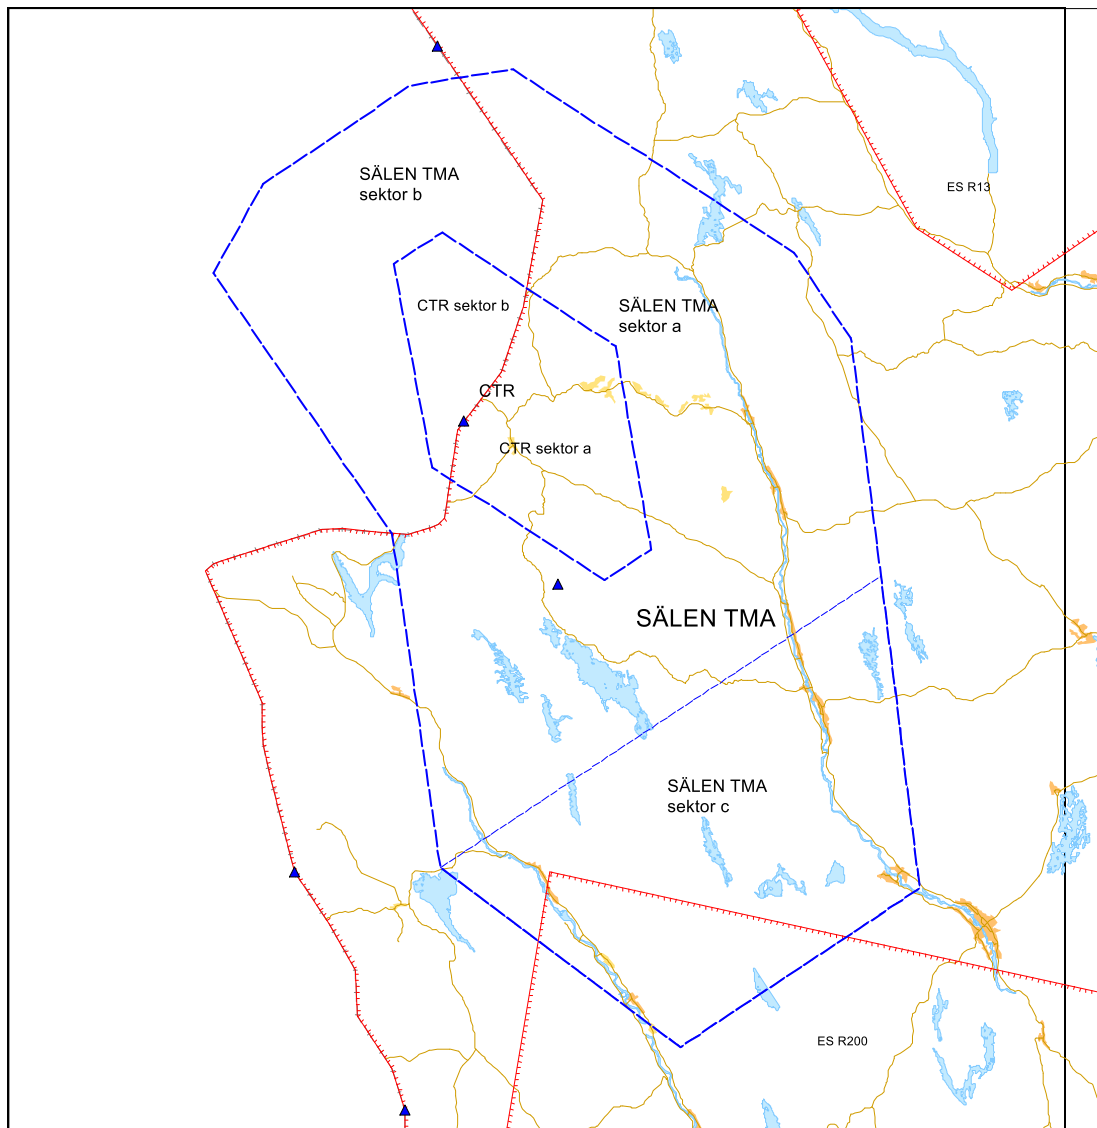 SÄLEN TMA
sektor b
ES R13
CTR sektor b
SÄLEN TMA
sektor a
CTR
CTR sektor a
SÄLEN TMA
SÄLEN TMA
sektor c
ES R200